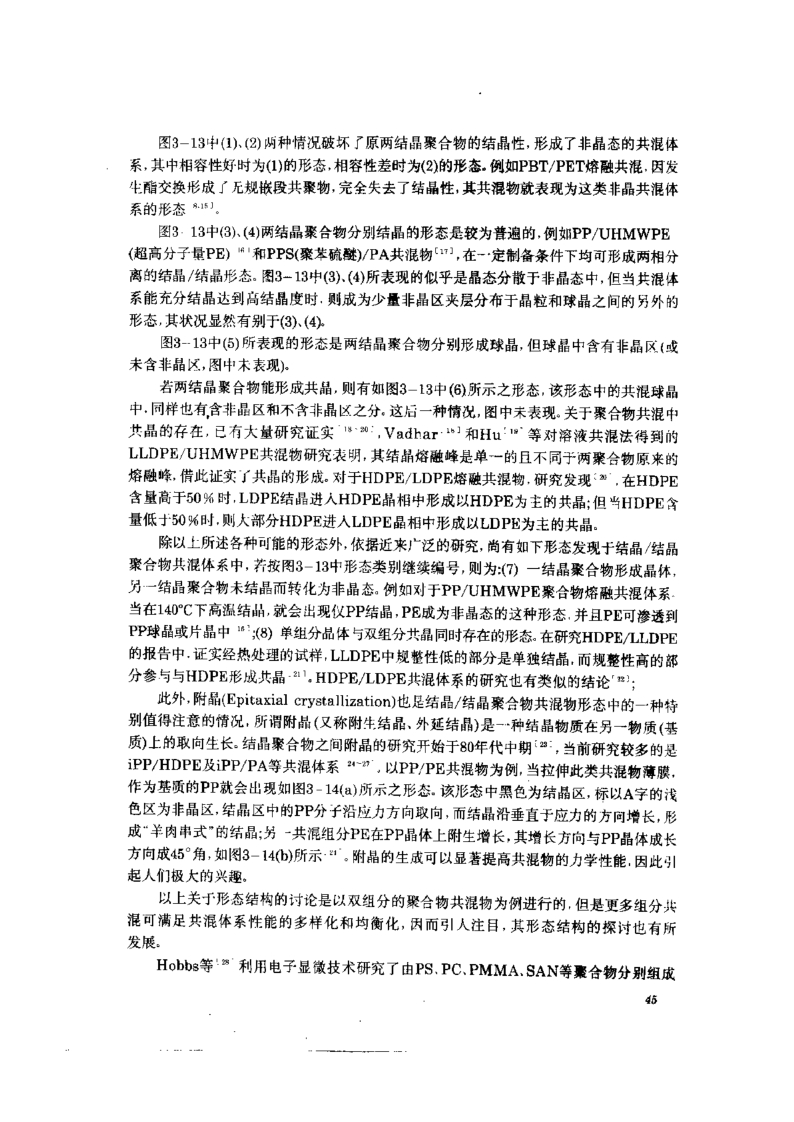 图3-13中(1)、(2)两种情况破坏了原两结晶聚合物的结晶性,形成了非晶态的共混体
系,其中相容性好时为(1)的形态,相容性差时为(2)的形态。例如PBT/PET熔融共混,因发
生酯交换形成了无规嵌段共聚物,完全失去了结晶性,其共混物就表现为这类非晶共混体
系的形态
图3-13中(3)、(4)两结晶聚合物分别结晶的形态是较为普遍的,例如PP/UHMWPE
(超高分子量PE)和PPS(聚苯硫醚)/PA共混物[17],在一定制备条件下均可形成两相分
离的结晶/结晶形态。图3-13中(3)、(4)所表现的似乎是晶态分散于非晶态中,但当共混体
系能充分结晶达到高结晶度时,则成为少量非晶区夹层分布于晶粒和球晶之间的另外的
形态,其状况显然有别于(3)、(4)。
图3-13中(5)所表现的形态是两结晶聚合物分别形成球晶,但球晶中含有非晶区(或
未含非晶区,图中未表现)。
若两结晶聚合物能形成共晶,则有如图3-13中(6)所示之形态,该形态中的共混球晶
中,同样也有含非晶区和不含非晶区之分。这后一种情况,图中未表现。关于聚合物共混中
共晶的存在,已有大量研究证实[18-20],Vadhar和Hu等对溶液共混法得到的
LLDPE/UHMWPE共混物研究表明,其结晶熔融峰是单一的且不同于两聚合物原来的
熔融峰,借此证实了共晶的形成。对于HDPE/LDPE熔融共混物,研究发现[20],在HDPE
含量高于50%时,LDPE结晶进入HDPE晶相中形成以HDPE为主的共晶;但当HDPE含
量低于50%时,则大部分HDPE进入LDPE晶相中形成以LDPE为主的共晶。
除以上所述各种可能的形态外,依据近来广泛的研究,尚有如下形态发现于结晶/结晶
聚合物共混体系中,若按图3-13中形态类别继续编号,则为:(7) 一结晶聚合物形成晶体,
另一结晶聚合物未结晶而转化为非晶态。例如对于PP/UHMWPE聚合物熔融共混体系,
当在140℃下高温结晶,就会出现仅PP结晶,PE成为非晶态的这种形态,并且PE可渗透到
PP球晶或片晶中;(8) 单组分晶体与双组分共晶同时存在的形态。在研究HDPE/LLDPE
的报告中,证实经热处理的试样,LLDPE中规整性低的部分是单独结晶,而规整性高的部
分参与与HDPE形成共晶[21]。HDPE/LDPE共混体系的研究也有类似的结论[22];
此外,附晶(Epitaxial crystallization)也是结晶/结晶聚合物共混物形态中的一种特
别值得注意的情况,所谓附晶(又称附生结晶、外延结晶)是一种结晶物质在另一物质(基
质)上的取向生长。结晶聚合物之间附晶的研究开始于80年代中期[23],当前研究较多的是
iPP/HDPE及iPP/PA等共混体系[24~27],以PP/PE共混物为例,当拉伸此类共混物薄膜,
作为基质的PP就会出现如图3-14(a)所示之形态。该形态中黑色为结晶区,标以A字的浅
色区为非晶区,结晶区中的PP分子沿应力方向取向,而结晶沿垂直于应力的方向增长,形
成“羊肉串式”的结晶;另一共混组分PE在PP晶体上附生增长,其增长方向与PP晶体成长
方向成45°角,如图3-14(b)所示。附晶的生成可以显著提高共混物的力学性能,因此引
起人们极大的兴趣。
以上关于形态结构的讨论是以双组分的聚合物共混物为例进行的,但是更多组分共
混可满足共混体系性能的多样化和均衡化,因而引人注目,其形态结构的探讨也有所
发展。
Hobbs等[28]利用电子显微技术研究了由PS、PC、PMMA、SAN等聚合物分别组成
45